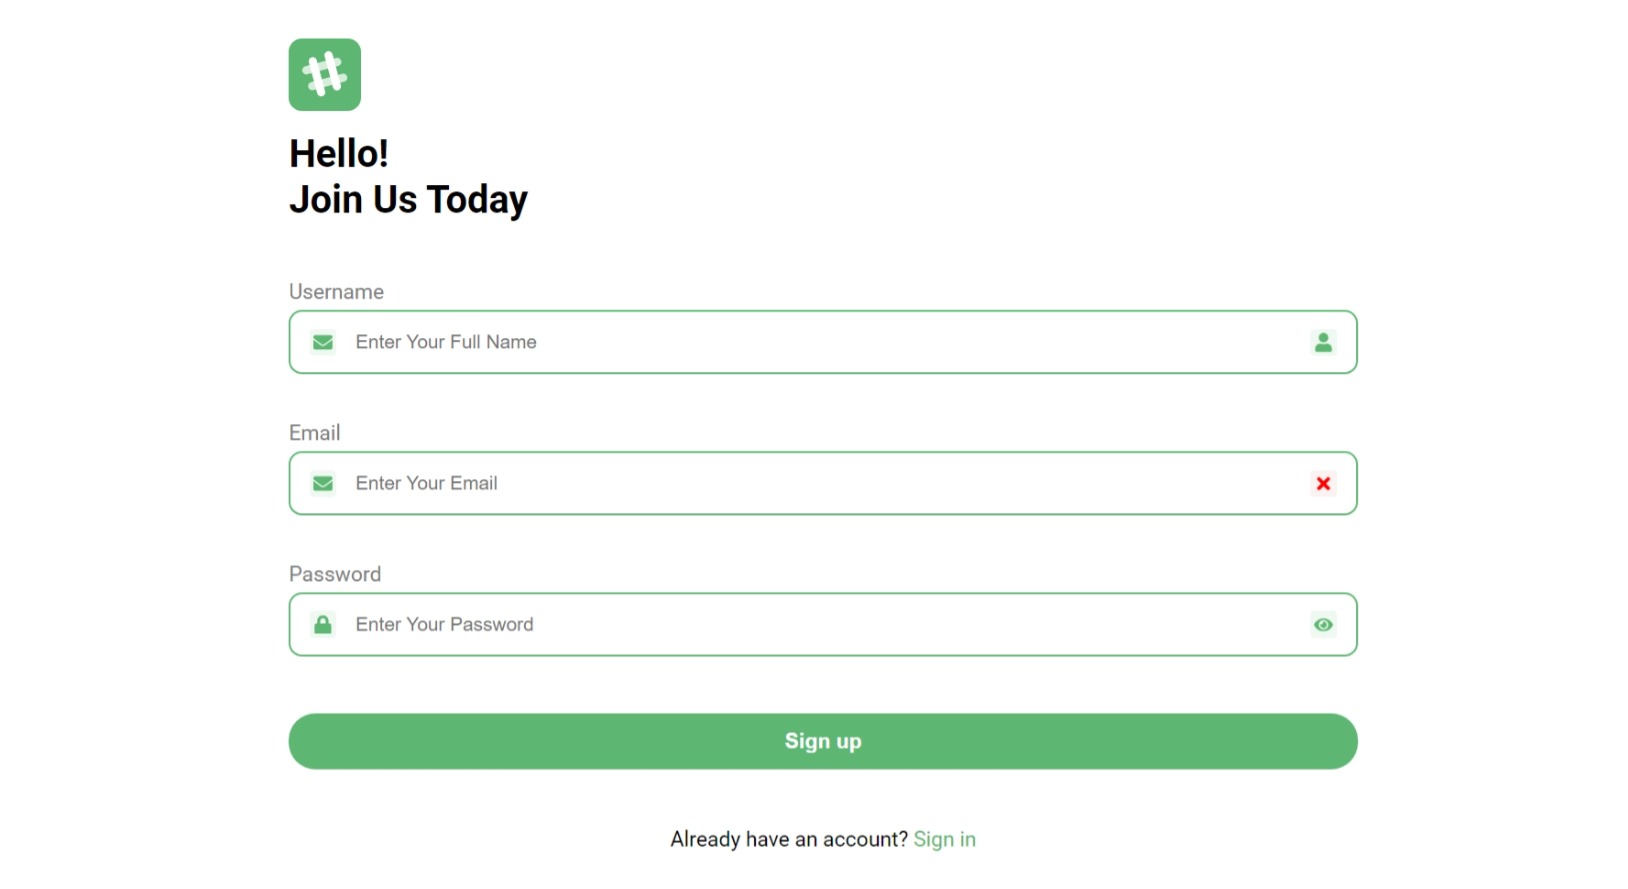 Hello!
Join Us Today
Username
Enter Your Full Name
Email
Enter Your Email
Password
Enter Your Password
Sign up
Already have an account? Sign in